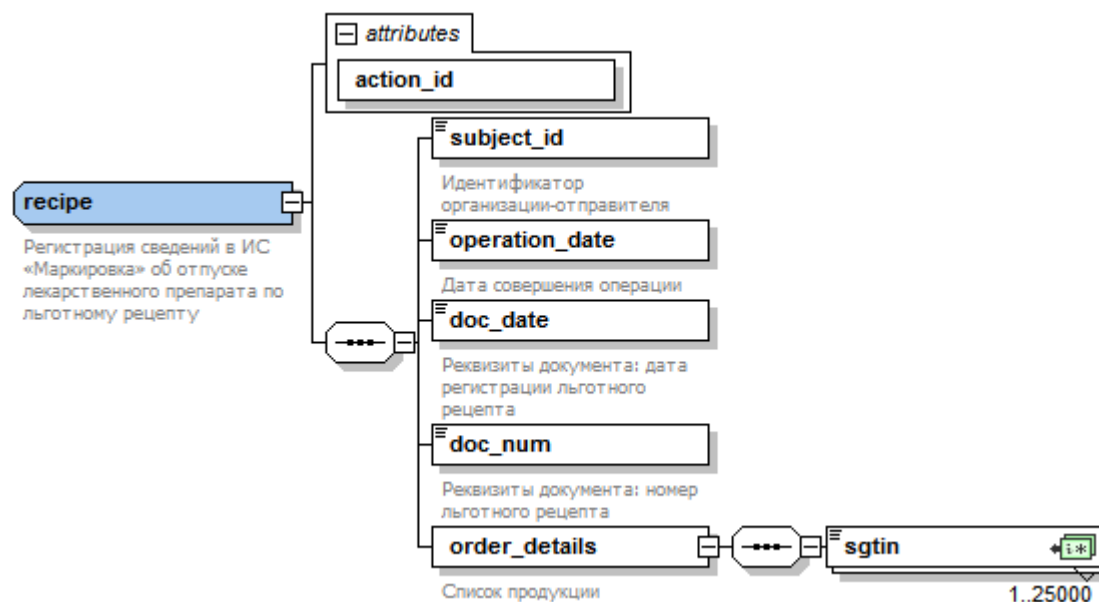 attributes
action_id
recipe
Регистрация сведений в ИС
«Маркировка» об отпуске
лекарственного препарата по
льготному рецепту
subject_id
Идентификатор
организации-отправителя
operation_date
Дата совершения операции
doc_date
Реквизиты документа: дата
регистрации льготного
рецепта
doc_num
Реквизиты документа: номер
льготного рецепта
order_details
Список продукции
sgtin
i*
1..25000